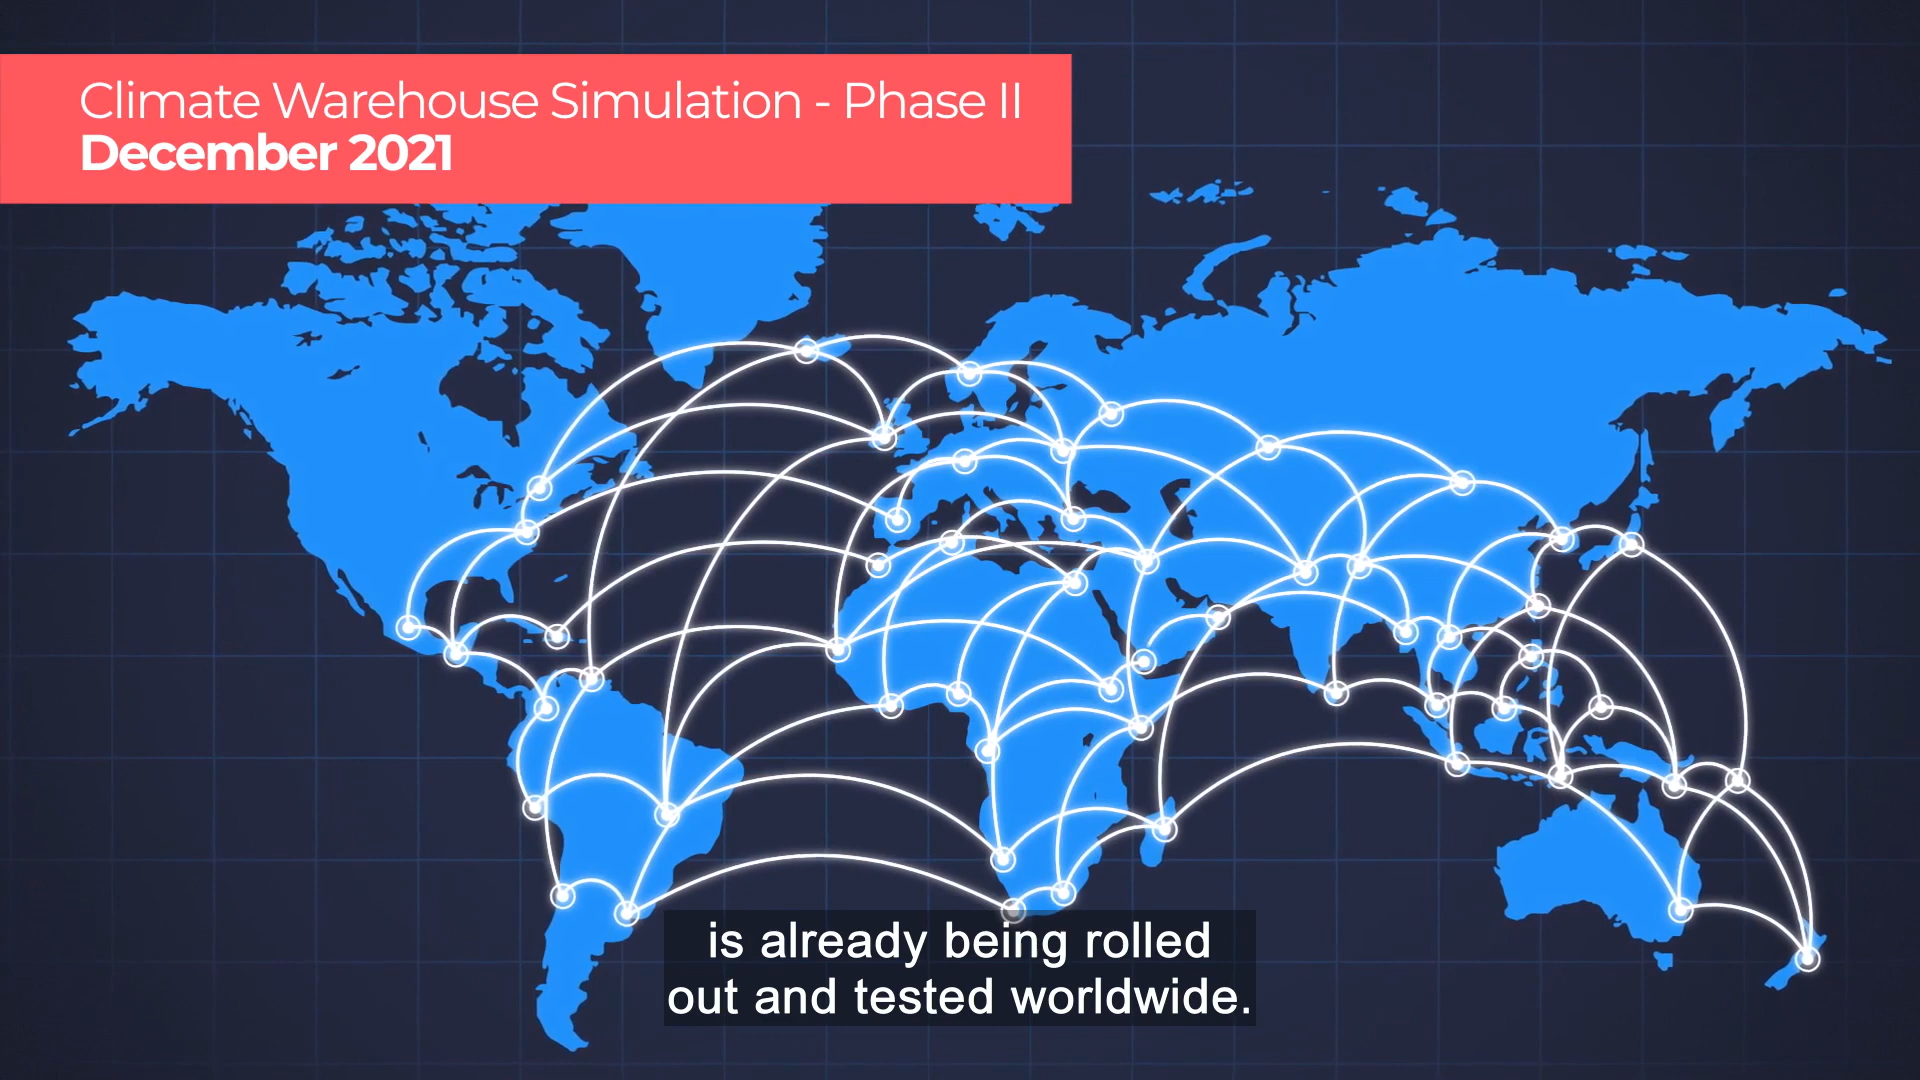 Climate Warehouse Simulation - Phase II
December 2021
is already being rolled
out and tested worldwide.